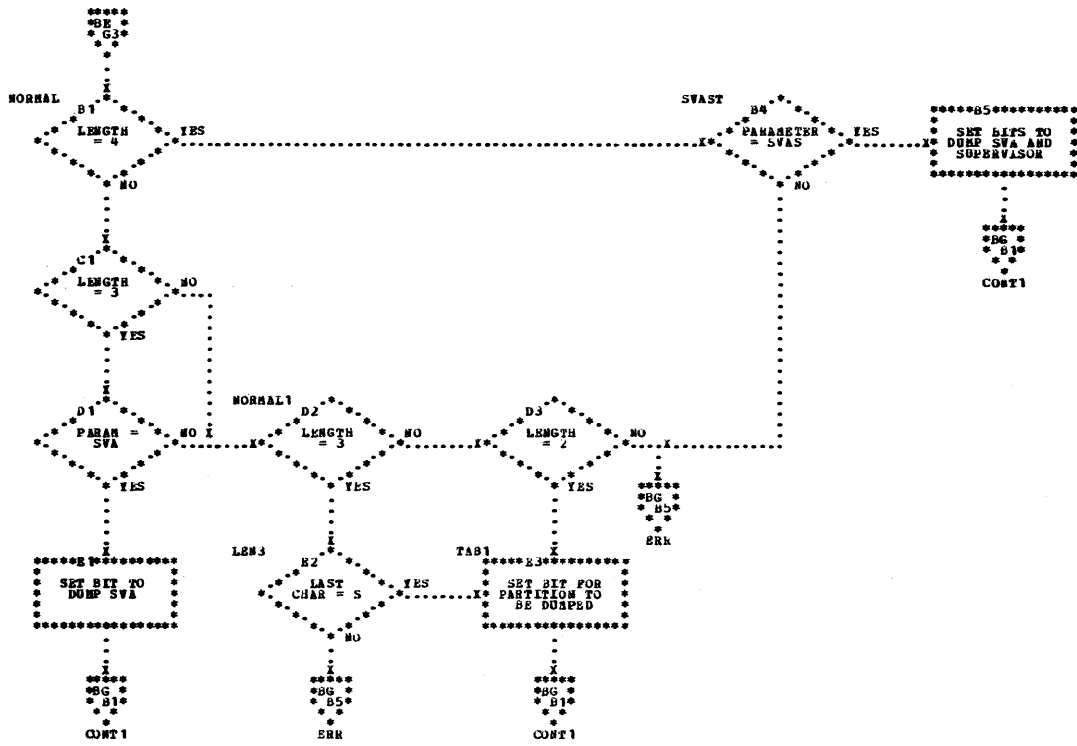 BE
G3
NORMAL
B1
LENGTH
= 4
YES
NO
SVAST
B4
PARAMETER
= SVAS
YES
NO
B5
SET BITS TO
DUMP SVA AND
SUPERVISOR
BG
B1
CONT1
C1
LENGTH
= 3
NO
YES
D1
PARAM =
SVA
NO
YES
NORMAL1
D2
LENGTH
= 3
NO
YES
D3
LENGTH
= 2
NO
YES
BG
B5
ERR
E1
SET BIT TO
DUMP SVA
LEN3
E2
LAST
CHAR = S
YES
NO
TAB1
E3
SET BIT FOR
PARTITION TO
BE DUMPED
BG
B1
CONT1
BG
B5
ERR
BG
B1
CONT1